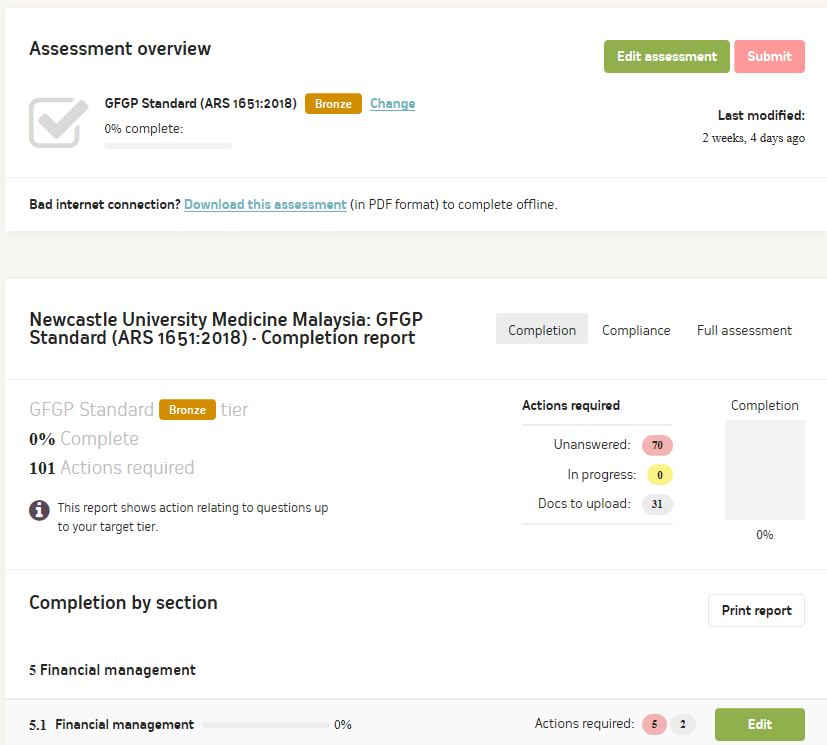 Assessment overview
Edit assessment
Submit
GFGP Standard (ARS 1651:2018) Bronze Change
0% complete:
Last modified:
2 weeks, 4 days ago
Bad internet connection? Download this assessment (in PDF format) to complete offline.
Newcastle University Medicine Malaysia: GFGP
Standard (ARS 1651:2018) - Completion report
Completion
Compliance
Full assessment
GFGP Standard Bronze tier
0% Complete
101 Actions required
This report shows action relating to questions up
to your target tier.
Actions required
Unanswered: 70
In progress: 0
Docs to upload: 31
Completion
0%
Completion by section
Print report
5 Financial management
5.1 Financial management 0%
Actions required: 5 2
Edit